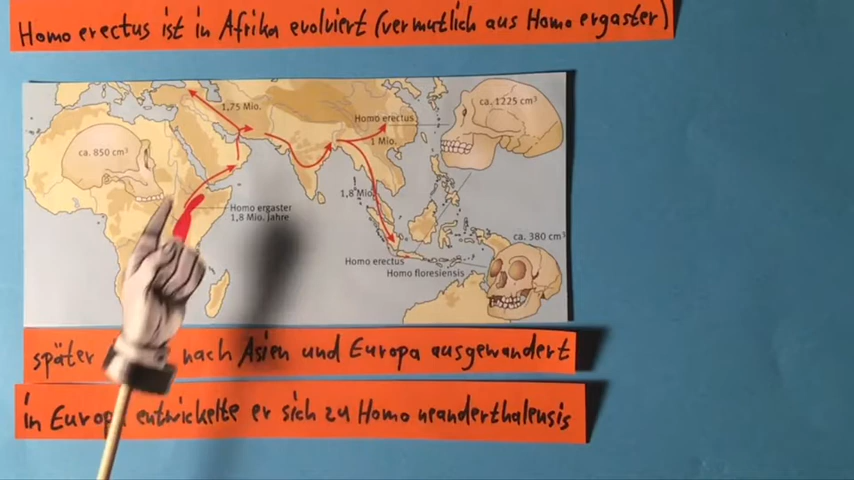 Homo erectus ist in Afrika evolviert (vermutlich aus Homo ergaster)
1,75 Mio.
ca. 1225 cm³
Homo erectus
1 Mio.
ca. 850 cm³
1,8 Mio.
Homo ergaster
1,8 Mio. Jahre
ca. 380 cm³
Homo erectus
Homo floresiensis
später nach Asien und Europa ausgewandert
in Europa entwickelte er sich zu Homo neanderthalensis